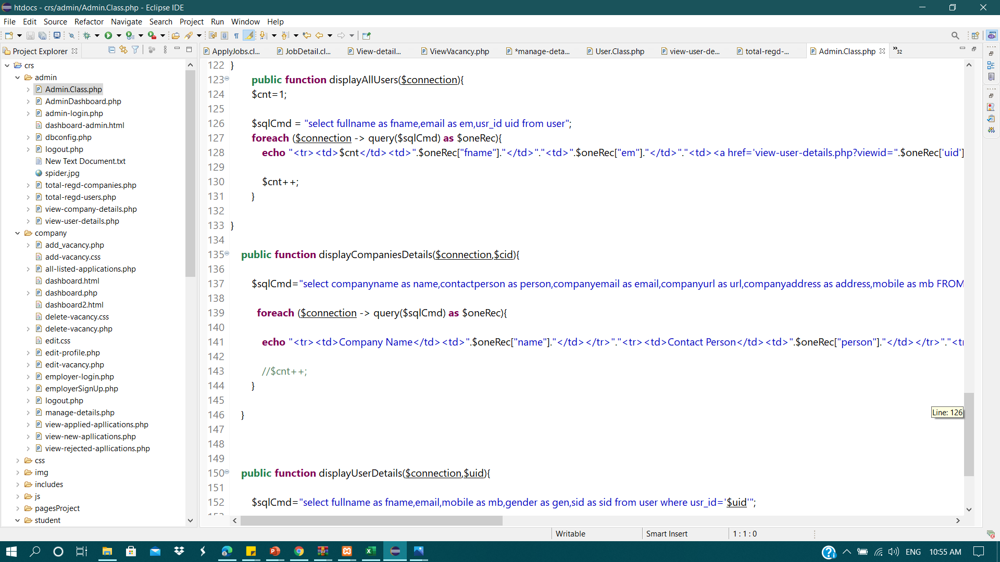 htdocs - crs/admin/Admin.Class.php - Eclipse IDE
File Edit Source Refactor Navigate Search Project Run Window Help
Project Explorer
ApplyJobs.cl... JobDetail.cl... View-detail... ViewVacancy.php *manage-deta... User.Class.php view-user-de... total-regd-... Admin.Class.php »32
crs
admin
Admin.Class.php
AdminDashboard.php
admin-login.php
dashboard-admin.html
dbconfig.php
logout.php
New Text Document.txt
spider.jpg
total-regd-companies.php
total-regd-users.php
view-company-details.php
view-user-details.php
company
add_vacancy.php
add-vacancy.css
all-listed-applications.php
dashboard.html
dashboard.php
dashboard2.html
delete-vacancy.css
delete-vacancy.php
edit.css
edit-profile.php
edit-vacancy.php
employer-login.php
employerSignUp.php
logout.php
manage-details.php
view-applied-apllications.php
view-new-apllications.php
view-rejected-apllications.php
css
img
includes
js
pagesProject
student
122 }
123 public function displayAllUsers($connection){
124 $cnt=1;
125
126 $sqlCmd = "select fullname as fname,email as em,usr_id uid from user";
127 foreach ($connection -> query($sqlCmd) as $oneRec){
128 echo "<tr><td>$cnt</td><td>".$oneRec["fname"]."</td>"."<td>".$oneRec["em"]."</td>"."<td><a href='view-user-details.php?viewid=".$oneRec['uid']
129
130 $cnt++;
131 }
132
133 }
134
135 public function displayCompaniesDetails($connection,$cid){
136
137 $sqlCmd="select companyname as name,contactperson as person,companyemail as email,companyurl as url,companyaddress as address,mobile as mb FROM
138
139 foreach ($connection -> query($sqlCmd) as $oneRec){
140
141 echo "<tr><td>Company Name</td><td>".$oneRec["name"]."</td></tr>"."<tr><td>Contact Person</td><td>".$oneRec["person"]."</td></tr>"."<tr
142
143 //$cnt++;
144 }
145
146 }
147
148
149
150 public function displayUserDetails($connection,$uid){
151
152 $sqlCmd="select fullname as fname,email,mobile as mb,gender as gen,sid as sid from user where usr_id='$uid'";
Line: 126
Writable Smart Insert 1 : 1 : 0
ENG 10:55 AM